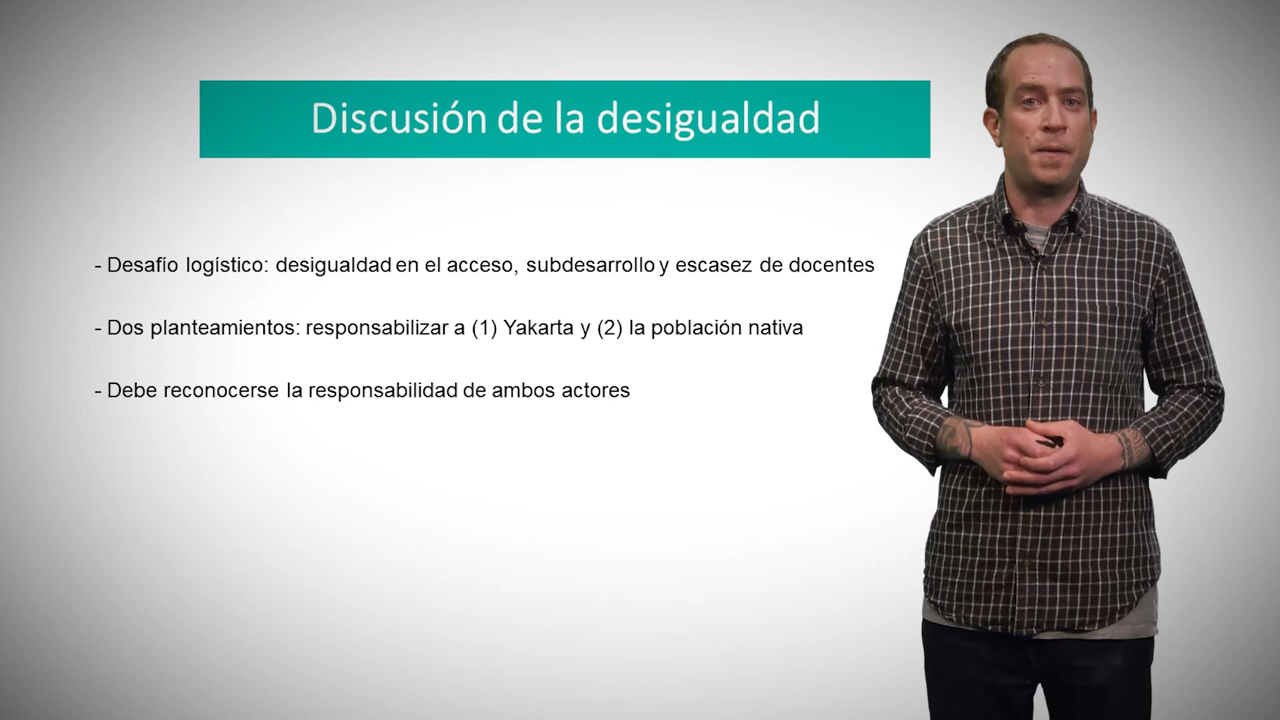 Discusión de la desigualdad
- Desafío logístico: desigualdad en el acceso, subdesarrollo y escasez de docentes
- Dos planteamientos: responsabilizar a (1) Yakarta y (2) la población nativa
- Debe reconocerse la responsabilidad de ambos actores